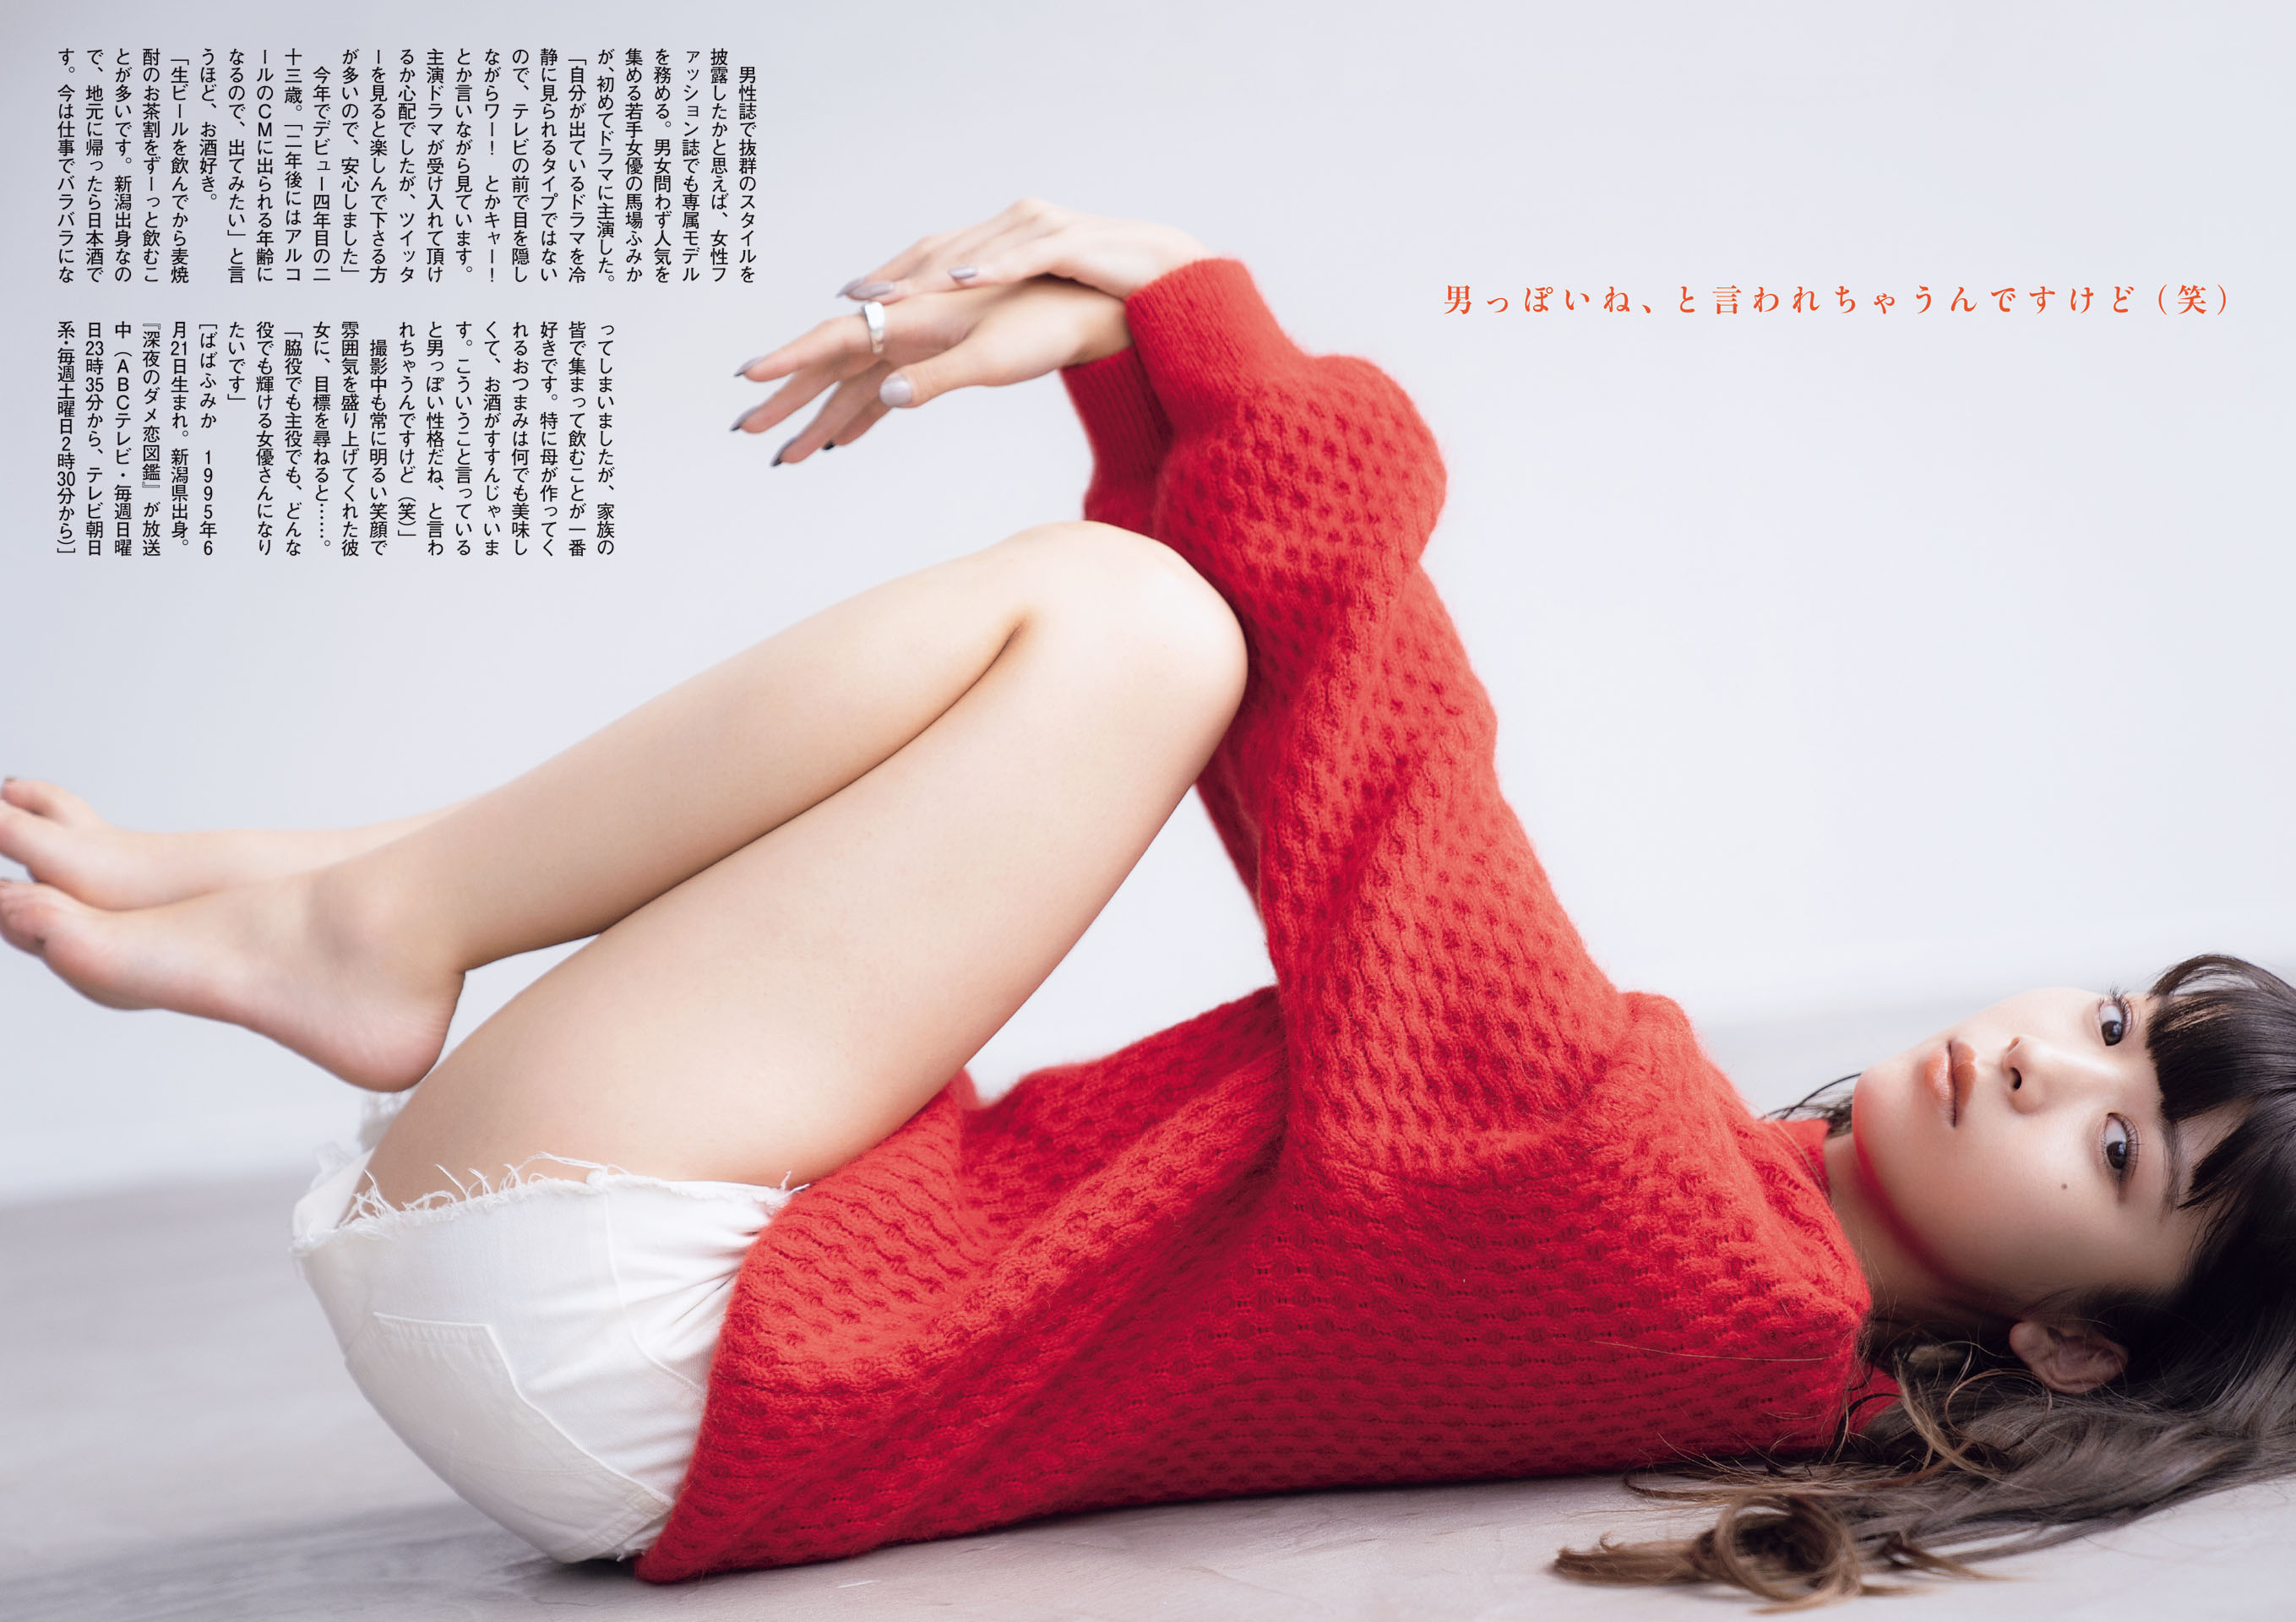 男っぽいね、と言われちゃうんですけど（笑）
男性誌で抜群のスタイルを
披露したかと思えば、女性フ
ァッション誌でも専属モデル
を務める。男女問わず人気を
集める若手女優の馬場ふみか
が、初めてドラマに主演した。
「自分が出ているドラマを冷
静に見られるタイプではない
ので、テレビの前で目を隠し
ながらワー！　とかキャー！
とか言いながら見ています。
主演ドラマが受け入れて頂け
るか心配でしたが、ツイッタ
ーを見ると楽しんで下さる方
が多いので、安心しました」
今年でデビュー四年目の二
十三歳。「二年後にはアルコ
ールのCMに出られる年齢に
なるので、出てみたい」と言
うほど、お酒好き。
「生ビールを飲んでから麦焼
酎のお茶割をずーっと飲むこ
とが多いです。新潟出身なの
で、地元に帰ったら日本酒で
す。今は仕事でバラバラにな
ってしまいましたが、家族の
皆で集まって飲むことが一番
好きです。特に母が作ってく
れるおつまみは何でも美味し
くて、お酒がすすんじゃいま
す。こういうこと言っている
と男っぽい性格だね、と言わ
れちゃうんですけど（笑）」
撮影中も常に明るい笑顔で
雰囲気を盛り上げてくれた彼
女に、目標を尋ねると……。
「脇役でも主役でも、どんな
役でも輝ける女優さんになり
たいです」
［ばばふみか　1995年6
月21日生まれ。新潟県出身。
『深夜のダメ恋図鑑』が放送
中（ABCテレビ・毎週日曜
日23時35分から、テレビ朝日
系・毎週土曜日2時30分から）］